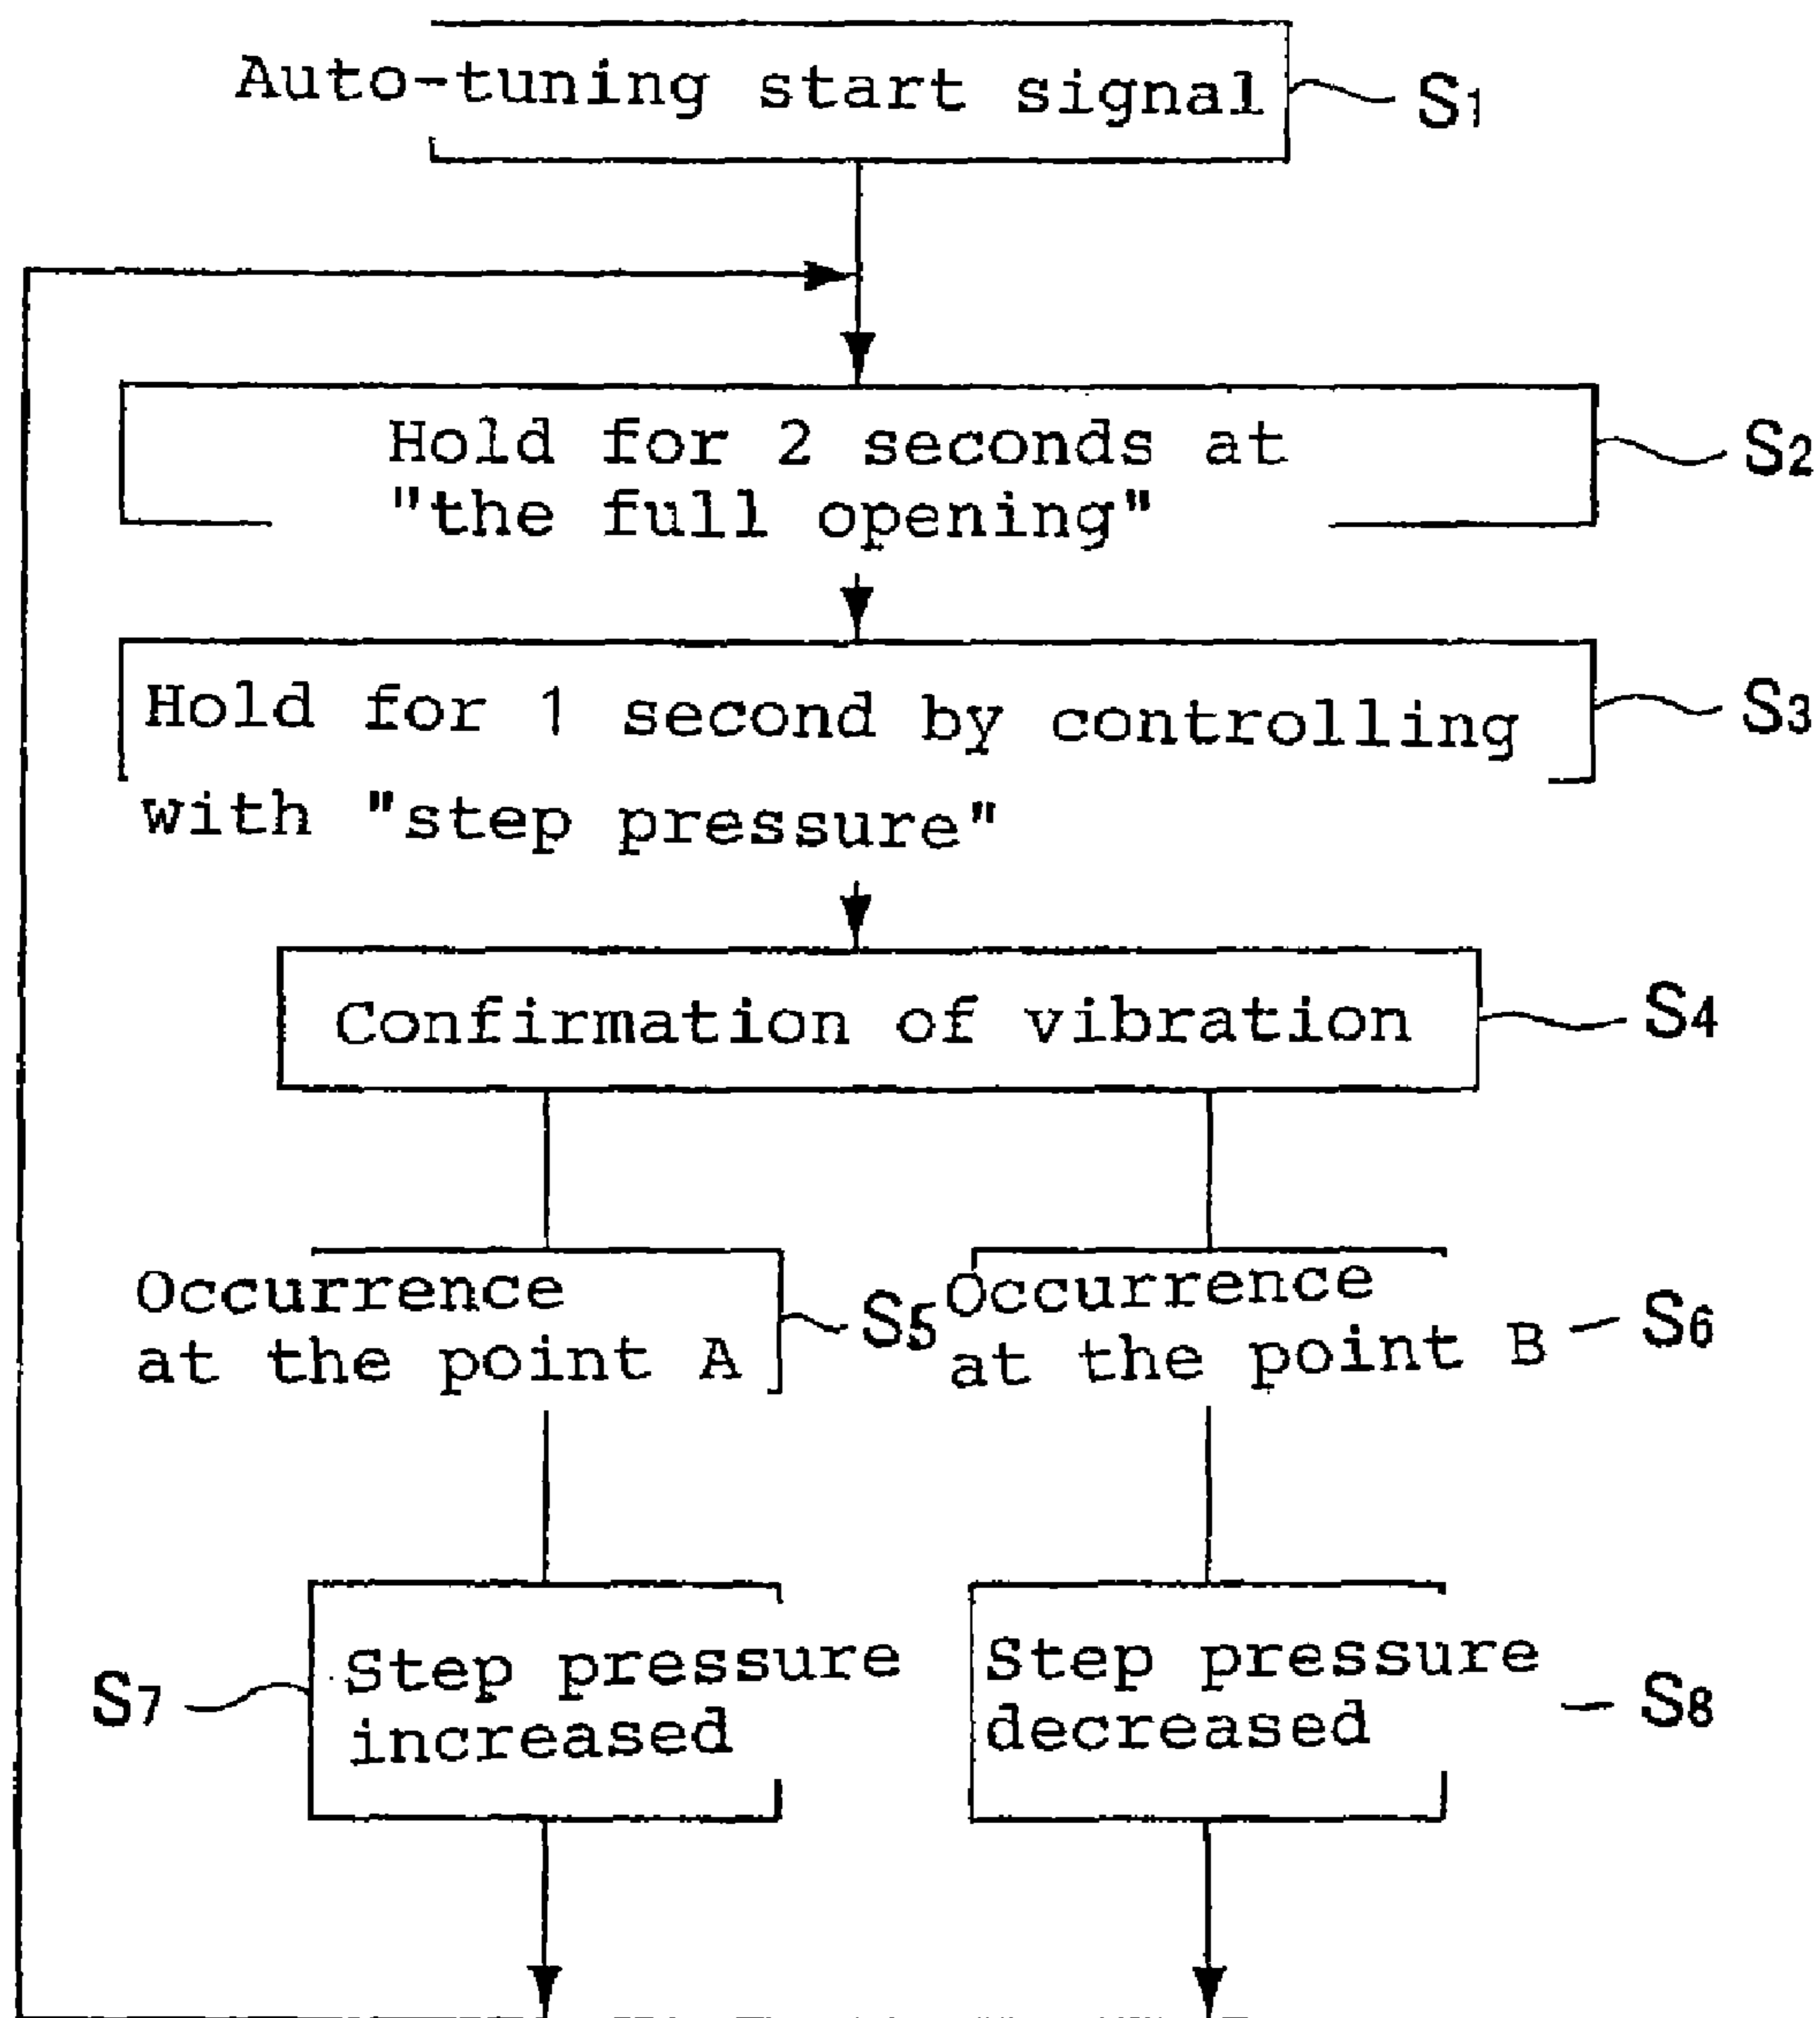 Auto-tuning start signal
S1
Hold for 2 seconds at
"the full opening"
S2
Hold for 1 second by controlling
with "step pressure"
S3
Confirmation of vibration
S4
Occurrence
at the point A
S5
Occurrence
at the point B
S6
S7
Step pressure
increased
Step pressure
decreased
S8